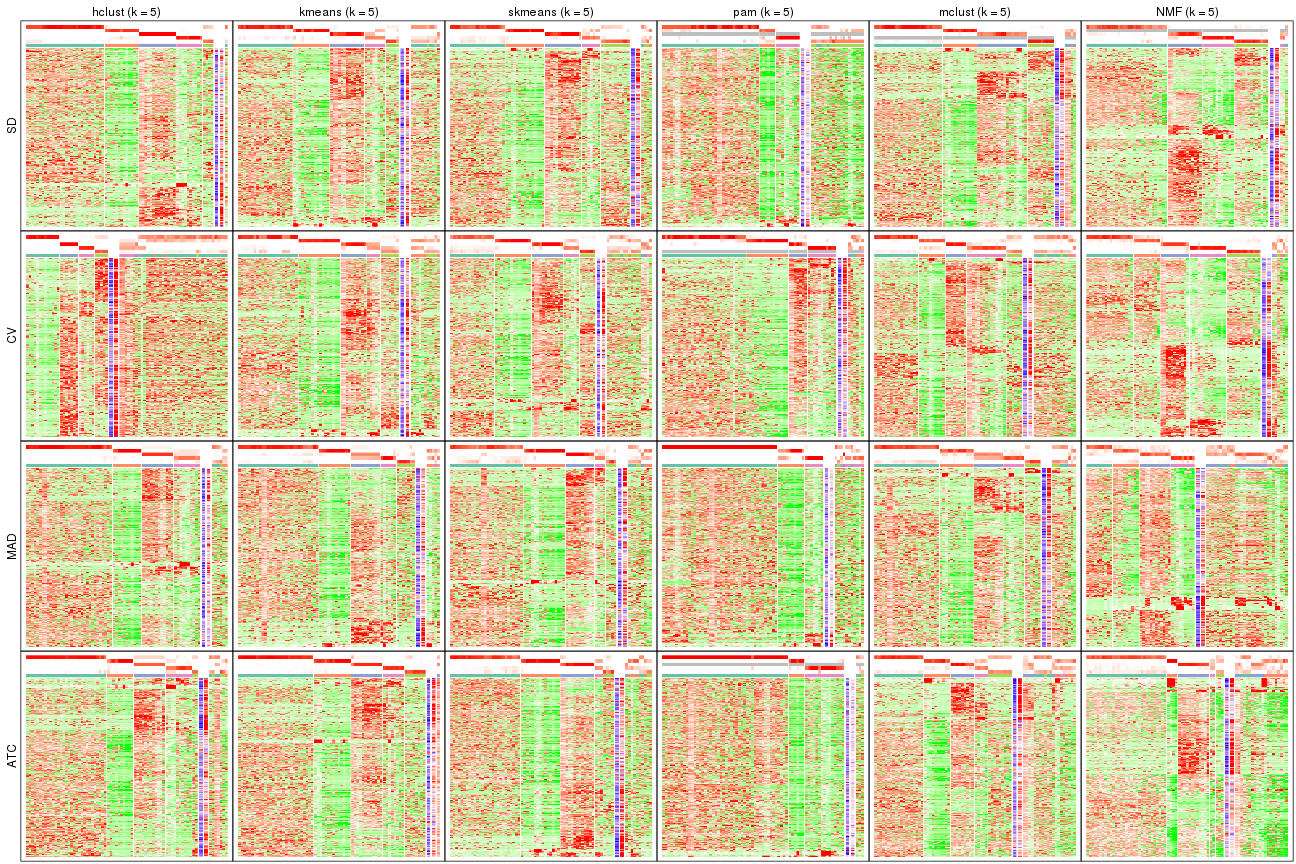 hclust (k = 5)
kmeans (k = 5)
skmeans (k = 5)
pam (k = 5)
mclust (k = 5)
NMF (k = 5)
SD
CV
MAD
ATC